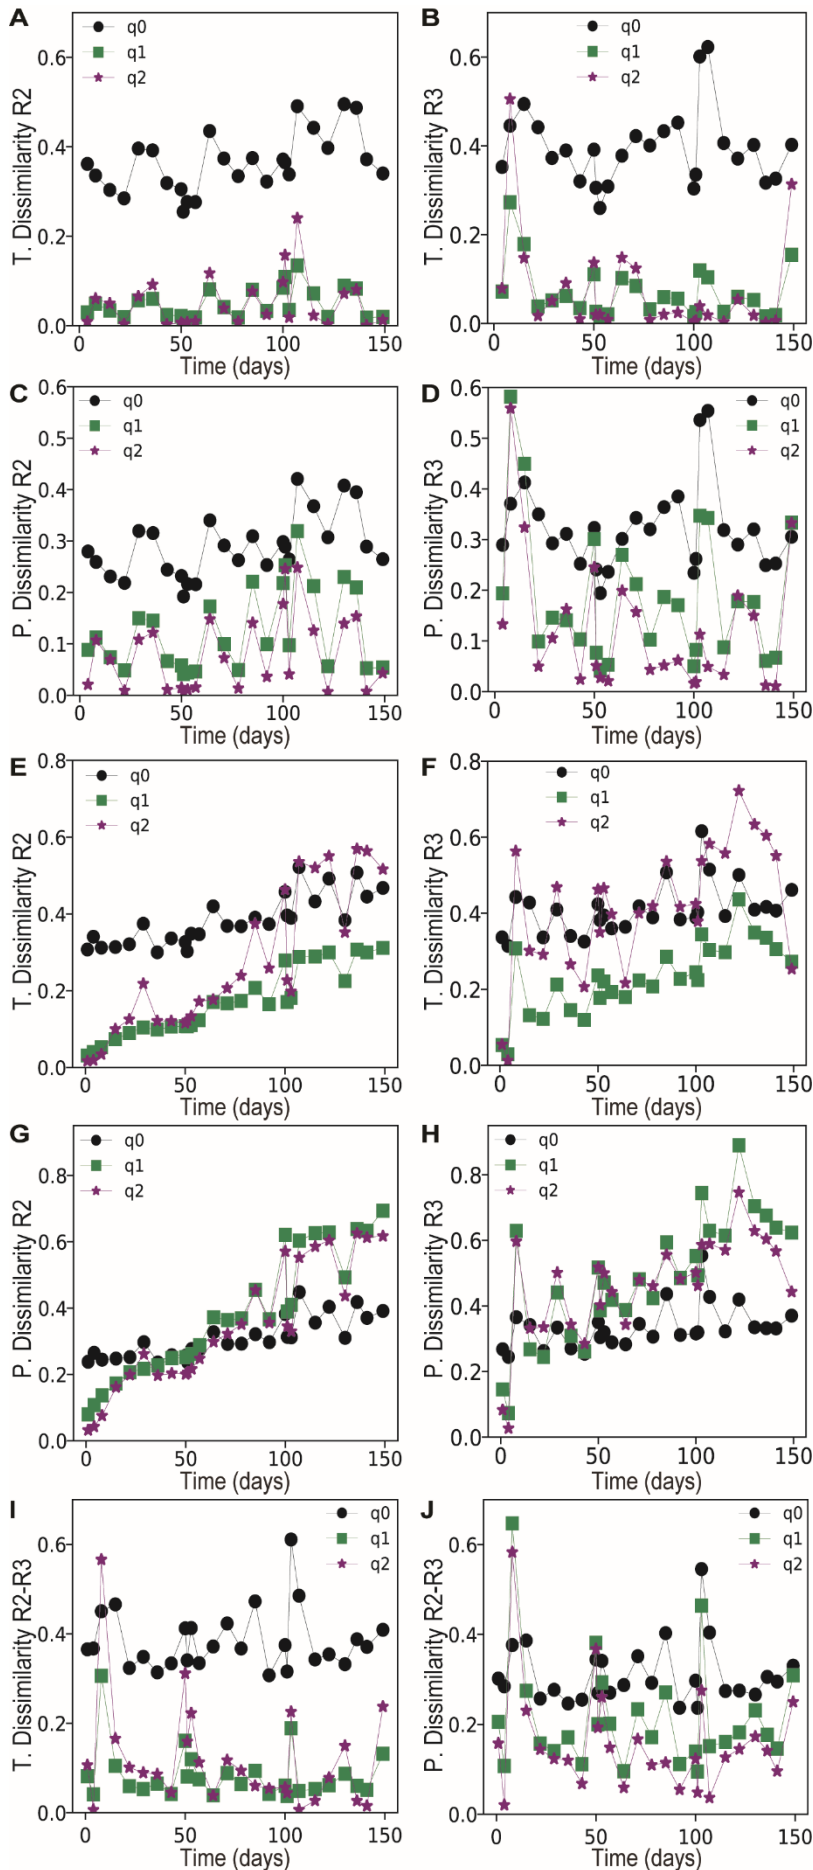 A
T. Dissimilarity R2
q0
q1
q2
0.6
0.4
0.2
0.0
0
50
100
150
Time (days)
B
T. Dissimilarity R3
q0
q1
q2
0.6
0.4
0.2
0.0
0
50
100
150
Time (days)
C
P. Dissimilarity R2
q0
q1
q2
0.6
0.5
0.4
0.3
0.2
0.1
0.0
0
50
100
150
Time (days)
D
P. Dissimilarity R3
q0
q1
q2
0.6
0.5
0.4
0.3
0.2
0.1
0.0
0
50
100
150
Time (days)
E
T. Dissimilarity R2
q0
q1
q2
0.8
0.6
0.4
0.2
0.0
0
50
100
150
Time (days)
F
T. Dissimilarity R3
q0
q1
q2
0.8
0.6
0.4
0.2
0.0
0
50
100
150
Time (days)
G
P. Dissimilarity R2
q0
q1
q2
0.8
0.6
0.4
0.2
0.0
0
50
100
150
Time (days)
H
P. Dissimilarity R3
q0
q1
q2
0.8
0.6
0.4
0.2
0.0
0
50
100
150
Time (days)
I
T. Dissimilarity R2-R3
q0
q1
q2
0.6
0.4
0.2
0.0
0
50
100
150
Time (days)
J
P. Dissimilarity R2-R3
q0
q1
q2
0.6
0.4
0.2
0.0
0
50
100
150
Time (days)